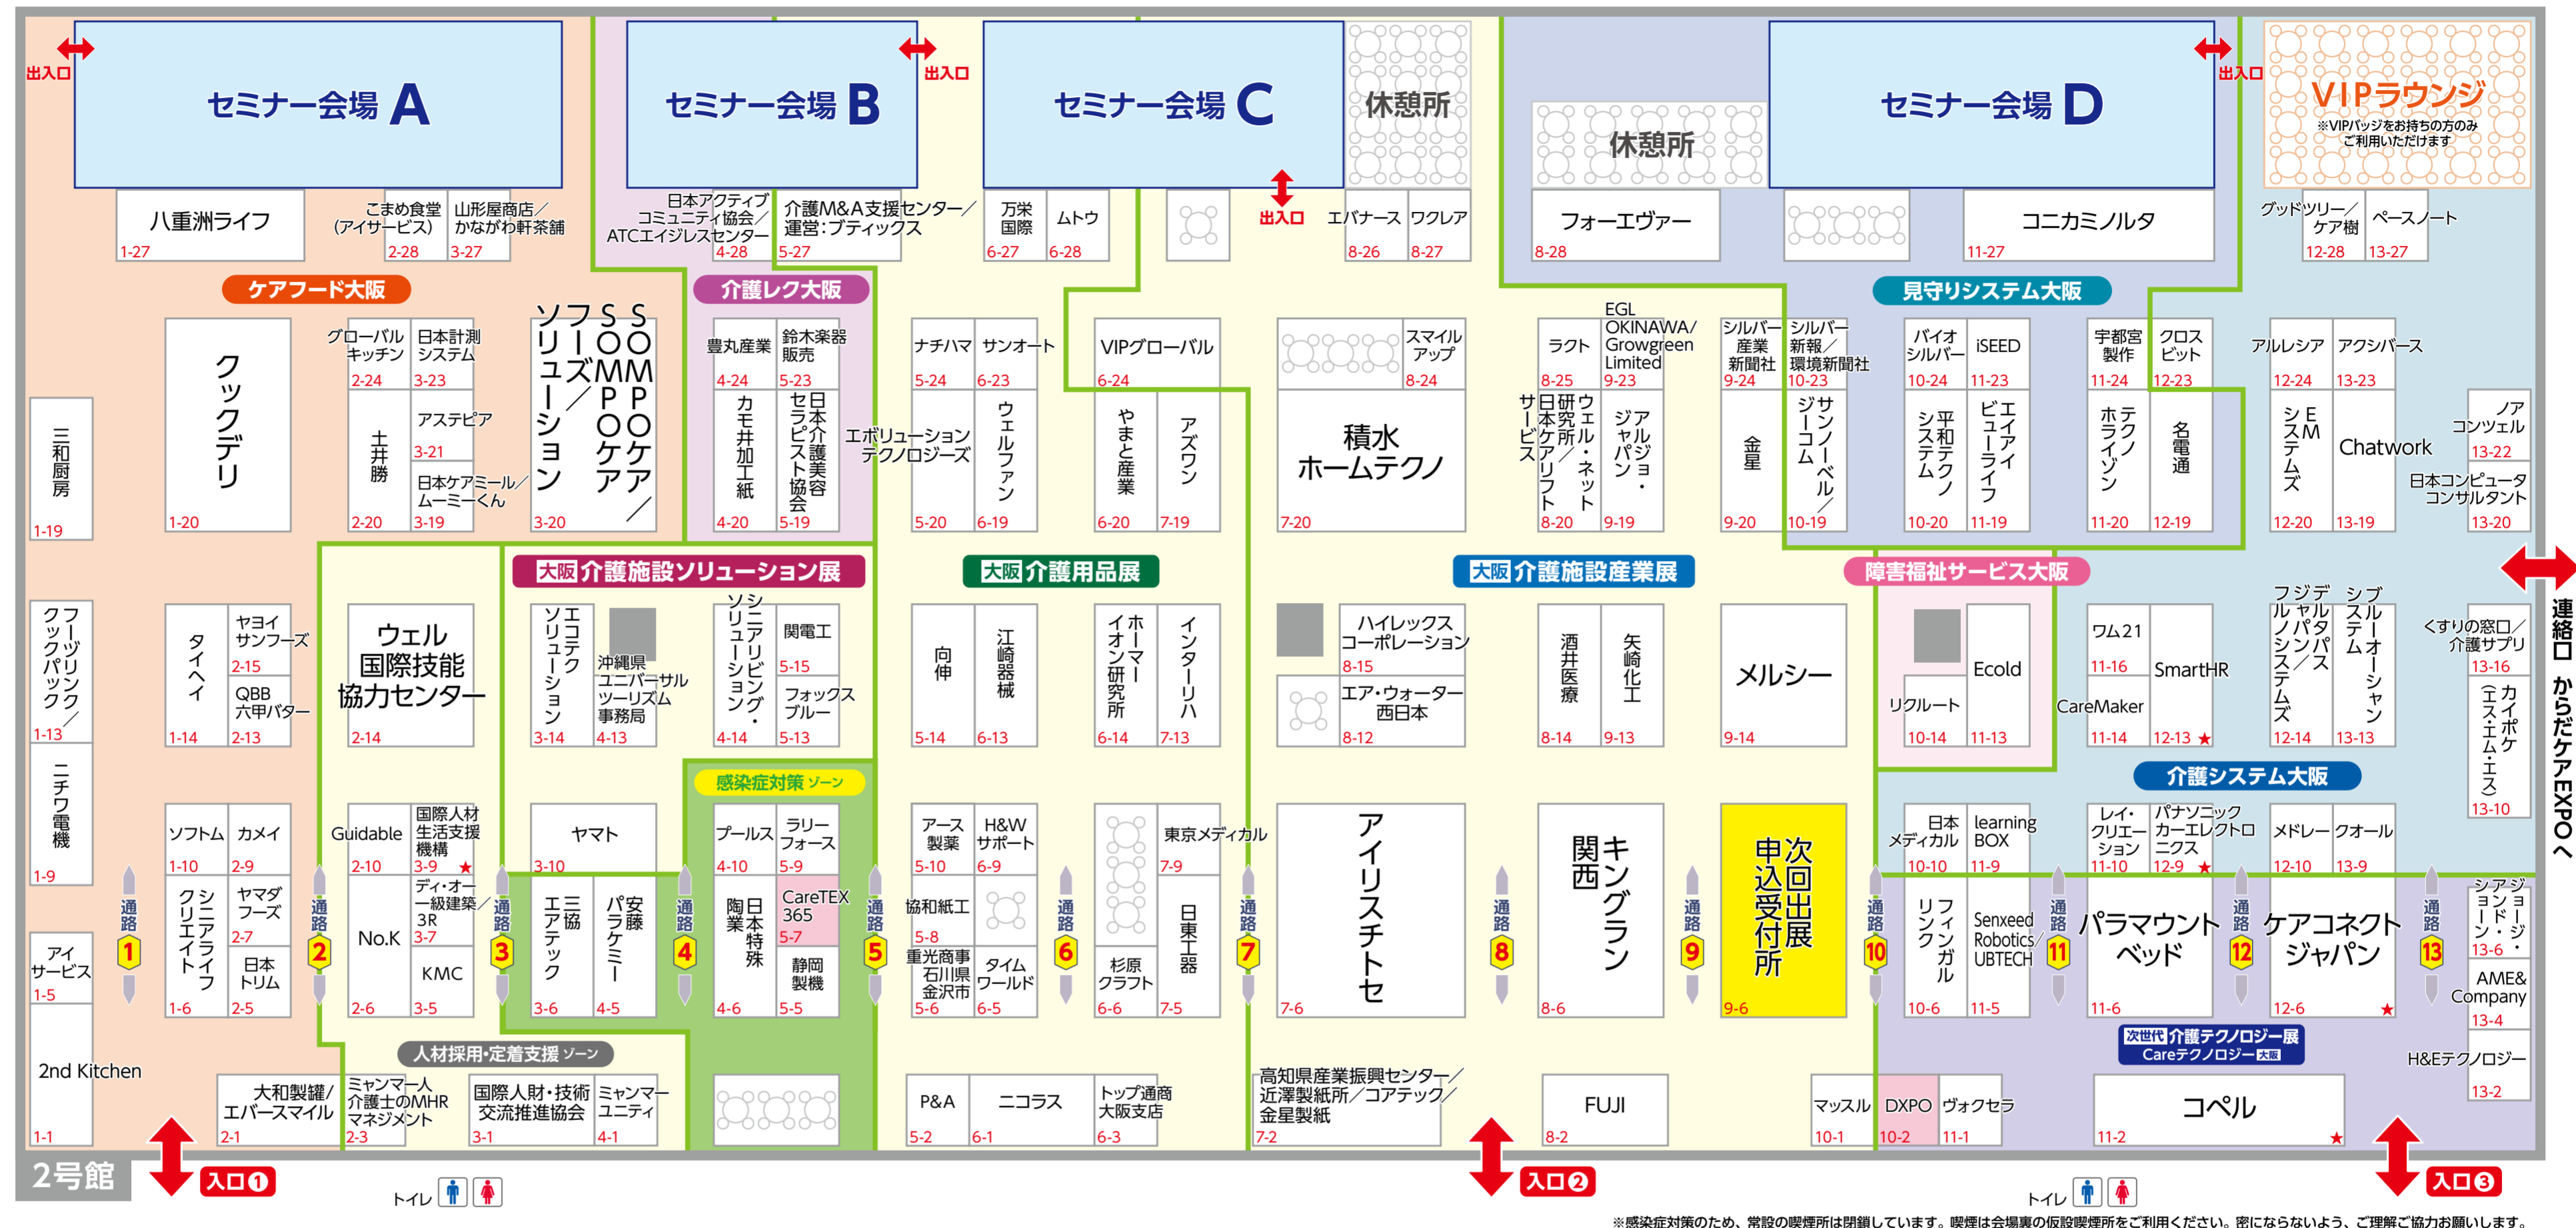 出入口
セミナー会場 A
セミナー会場 B
出入口
セミナー会場 C
出入口
休憩所
休憩所
セミナー会場 D
出入口
VIPラウンジ
※VIPバッジをお持ちの方のみ
ご利用いただけます
八重洲ライフ
1-27
こまめ食堂
(アイサービス)
2-28
山形屋商店／
かながわ軒茶舗
3-27
日本アクティブ
コミュニティ協会／
ATCエイジレスセンター
4-28
介護M&A支援センター／
運営：ブティックス
5-27
万栄
国際
6-27
ムトウ
6-28
エバナース
8-26
ワクレア
8-27
フォーエヴァー
8-28
コニカミノルタ
11-27
グッドツリー／
ケア樹
12-28
ペースノート
13-27
ケアフード大阪
介護レク大阪
見守りシステム大阪
三和厨房
1-19
クックデリ
1-20
グローバル
キッチン
2-24
日本計測
システム
3-23
土井勝
2-20
アステピア
3-21
日本ケアミール／
ムーミーくん
3-19
SOMPOケア／
SOMPOケア
フーズ／
ソリューション
3-20
豊丸産業
4-24
鈴木楽器
販売
5-23
カモ井加工紙
4-20
日本介護美容
セラピスト協会
5-19
ナチハマ
5-24
サンオート
6-23
エボリューション
テクノロジーズ
5-20
ウェルファン
6-19
VIPグローバル
6-24
やまと産業
6-20
アズワン
7-19
スマイル
アップ
8-24
積水
ホームテクノ
7-20
ラクト
8-25
EGL
OKINAWA/
Growgreen
Limited
9-23
ウェル・ネット
研究所／
日本ケアリフト
サービス
8-20
アルジョ・
ジャパン
9-19
シルバー
産業
新聞社
9-24
シルバー
新報／
環境新聞社
10-23
金星
9-20
サンノーベル／
ジーコム
10-19
バイオ
シルバー
10-24
iSEED
11-23
平和テクノ
システム
10-20
エイアイ
ビューライフ
11-19
宇都宮
製作
11-24
クロス
ビット
12-23
テクノ
ホライゾン
11-20
名電通
12-19
アルレシア
12-24
アクシバース
13-23
EM
システムズ
12-20
Chatwork
13-19
ノア
コンツェル
13-22
日本コンピュータ
コンサルタント
13-20
大阪 介護施設ソリューション展
大阪 介護用品展
大阪 介護施設産業展
障害福祉サービス大阪
連絡口 からだケアEXPOへ
フーヅリンク／
クックパック
1-13
ニチワ電機
1-9
タイヘイ
1-14
ヤヨイ
サンフーズ
2-15
QBB
六甲バター
2-13
ウェル
国際技能
協力センター
2-14
エコテク
ソリューション
3-14
沖縄県
ユニバーサル
ツーリズム
事務局
4-13
シニアリビング・
ソリューション
4-14
関電工
5-15
フォックス
ブルー
5-13
向伸
5-14
江崎器械
6-13
ホーマー
イオン研究所
6-14
インターリハ
7-13
ハイレックス
コーポレーション
8-15
エア・ウォーター
西日本
8-12
酒井医療
8-14
矢崎化工
9-13
メルシー
9-14
リクルート
10-14
Ecold
11-13
ワム21
11-16
CareMaker
11-14
SmartHR
12-13 ★
デルタパス
ジャパン／
フルノシステムズ
12-14
ブルーオーシャン
システム
13-13
くすりの窓口／
介護サプリ
13-16
カイポケ
(エス・エム・エス)
13-10
感染症対策 ゾーン
介護システム大阪
ソフトム
1-10
カメイ
2-9
シニアライフ
クリエイト
1-6
ヤマダ
フーズ
2-7
日本
トリム
2-5
Guidable
2-10
国際人材
生活支援
機構
3-9 ★
No.K
2-6
ディ・オー
一級建築／
3R
3-7
KMC
3-5
ヤマト
3-10
三協
エアテック
3-6
安藤
パラケミー
4-5
プールス
4-10
ラリー
フォース
5-9
日本特殊
陶業
4-6
CareTEX
365
5-7
静岡
製機
5-5
アース
製薬
5-10
H&W
サポート
6-9
協和紙工
5-8
重光商事
石川県
金沢市
5-6
タイム
ワールド
6-5
東京メディカル
7-9
杉原
クラフト
6-6
日東工器
7-5
アイリスチトセ
7-6
キングラン
関西
8-6
次回出展
申込受付所
9-6
日本
メディカル
10-10
learning
BOX
11-9
フィンガル
リンク
10-6
Senxeed
Robotics/
UBTECH
11-5
レイ・
クリエー
ション
11-10
パナソニック
カーエレクトロ
ニクス
12-9 ★
パラマウント
ベッド
11-6
メドレー
12-10
クオール
13-9
ケアコネクト
ジャパン
12-6 ★
ジョージ・
アンド・
ション
13-6
AME&
Company
13-4
H&Eテクノロジー
13-2
アイ
サービス
1-5
2nd Kitchen
1-1
通路 1
通路 2
通路 3
通路 4
通路 5
通路 6
通路 7
通路 8
通路 9
通路 10
通路 11
通路 12
通路 13
人材採用・定着支援 ゾーン
次世代 介護テクノロジー展
Careテクノロジー 大阪
大和製罐/
エバースマイル
2-1
ミャンマー人
介護士のMHR
マネジメント
2-3
国際人財・技術
交流推進協会
3-1
ミャンマー
ユニティ
4-1
P&A
5-2
ニコラス
6-1
トップ通商
大阪支店
6-3
高知県産業振興センター／
近澤製紙所／コアテック／
金星製紙
7-2
FUJI
8-2
マッスル
10-1
DXPO
10-2
ヴォクセラ
11-1
コペル
11-2 ★
2号館
入口❶
トイレ
入口❷
トイレ
入口❸
※感染症対策のため、常設の喫煙所は閉鎖しています。喫煙は会場裏の仮設喫煙所をご利用ください。密にならないよう、ご理解ご協力お願いします。